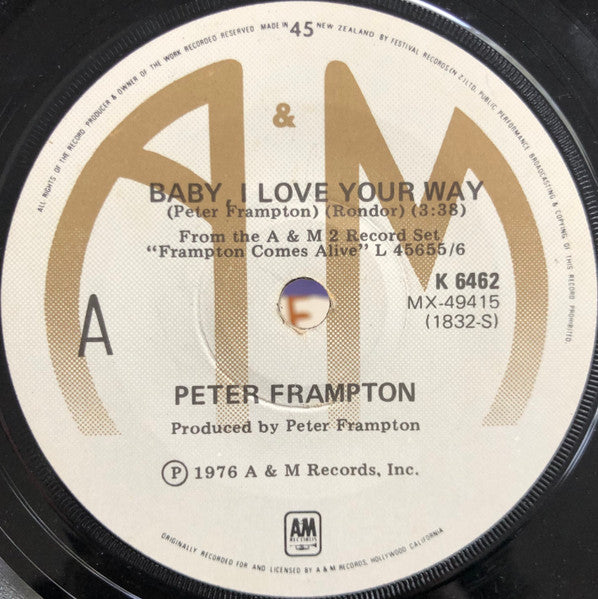 ALL RIGHTS OF THE RECORD PRODUCER & OWNER OF THE WORK RECORDED RESERVED MADE IN 45 NEW ZEALAND BY FESTIVAL RECORDS (N.Z.) LTD. PUBLIC PERFORMANCE BROADCASTING & COPYING OF THIS RECORD PROHIBITED.
A & M
BABY, I LOVE YOUR WAY
(Peter Frampton) (Rondor) (3:38)
From the A & M 2 Record Set
"Frampton Comes Alive" L 45655/6
K 6462
MX-49415
(1832-S)
A
PETER FRAMPTON
Produced by Peter Frampton
Ⓟ 1976 A & M Records, Inc.
A&M
RECORDS
ORIGINALLY RECORDED FOR AND LICENSED BY A & M RECORDS, HOLLYWOOD CALIFORNIA